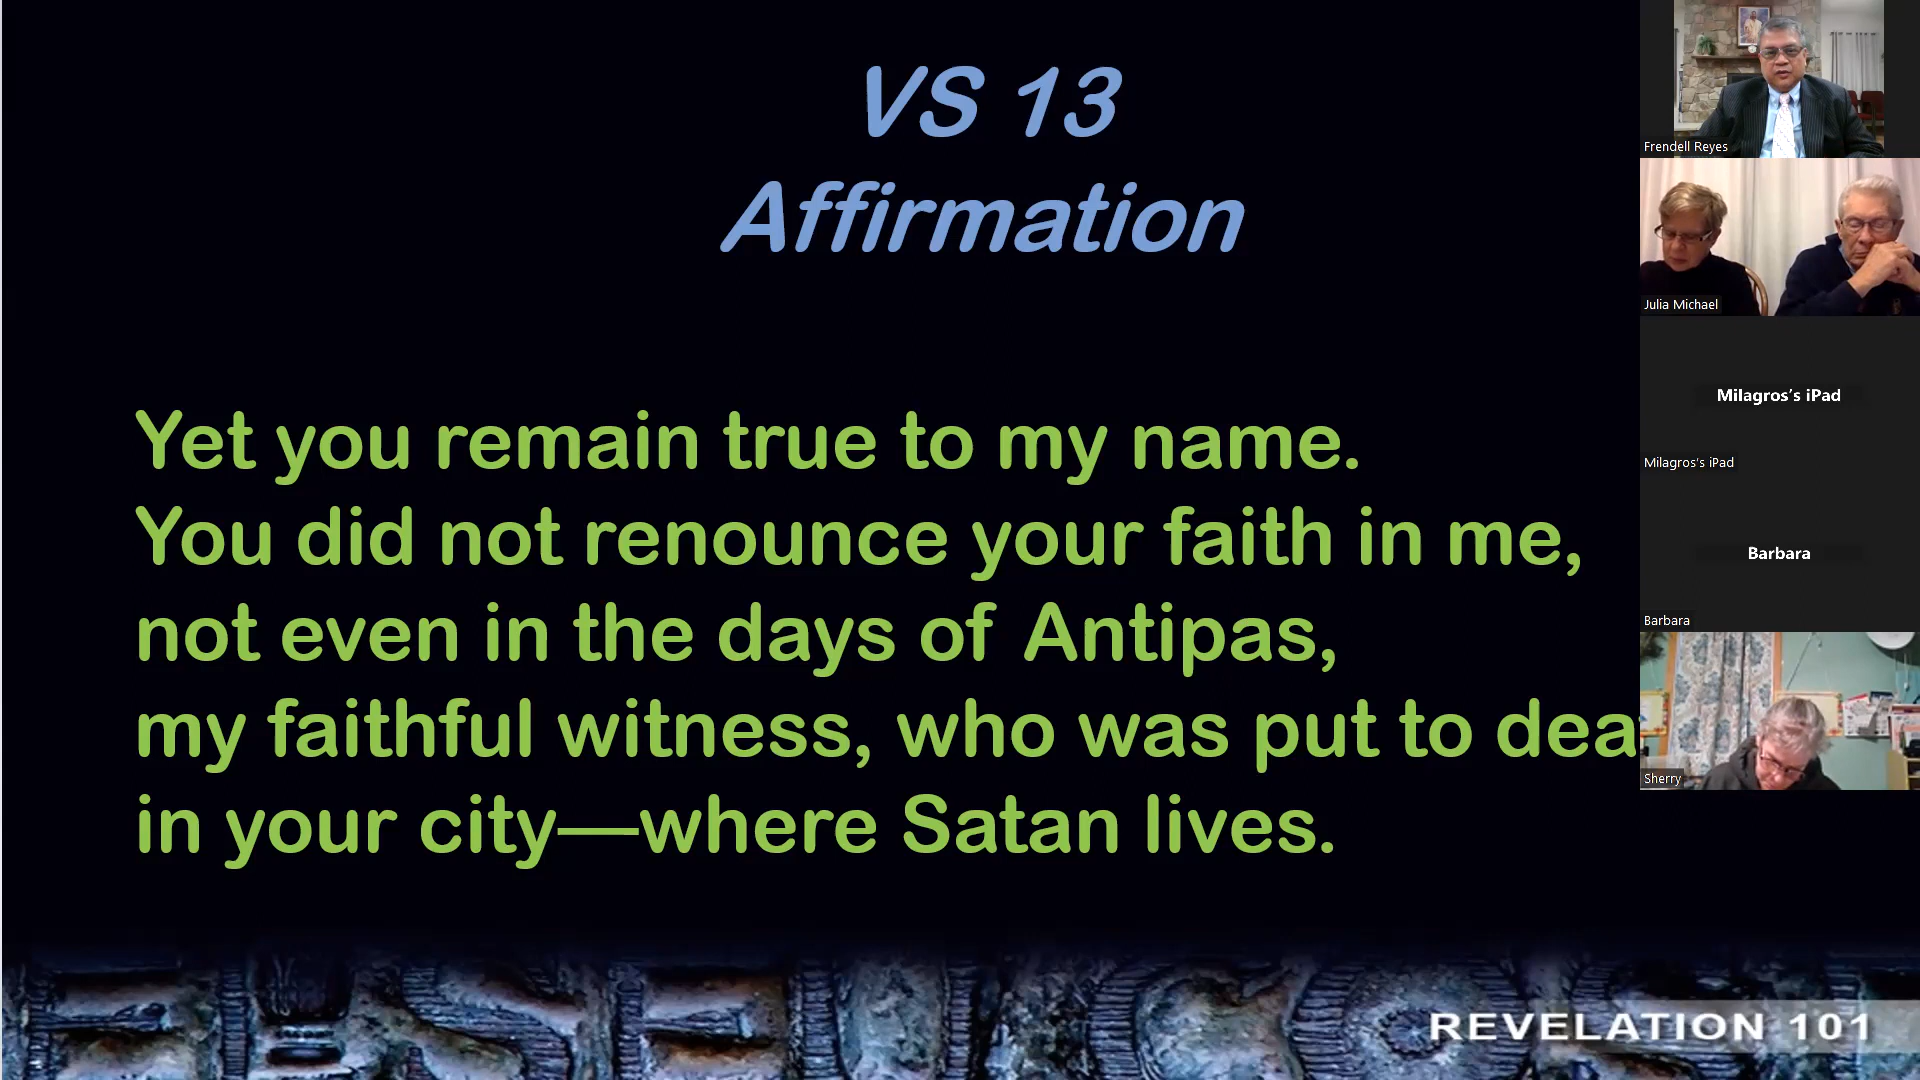 VS 13
Affirmation
Yet you remain true to my name.
You did not renounce your faith in me,
not even in the days of Antipas,
my faithful witness, who was put to dea
in your city—where Satan lives.
REVELATION 101
Frendell Reyes
Julia Michael
Milagros's iPad
Milagros's iPad
Barbara
Barbara
Sherry